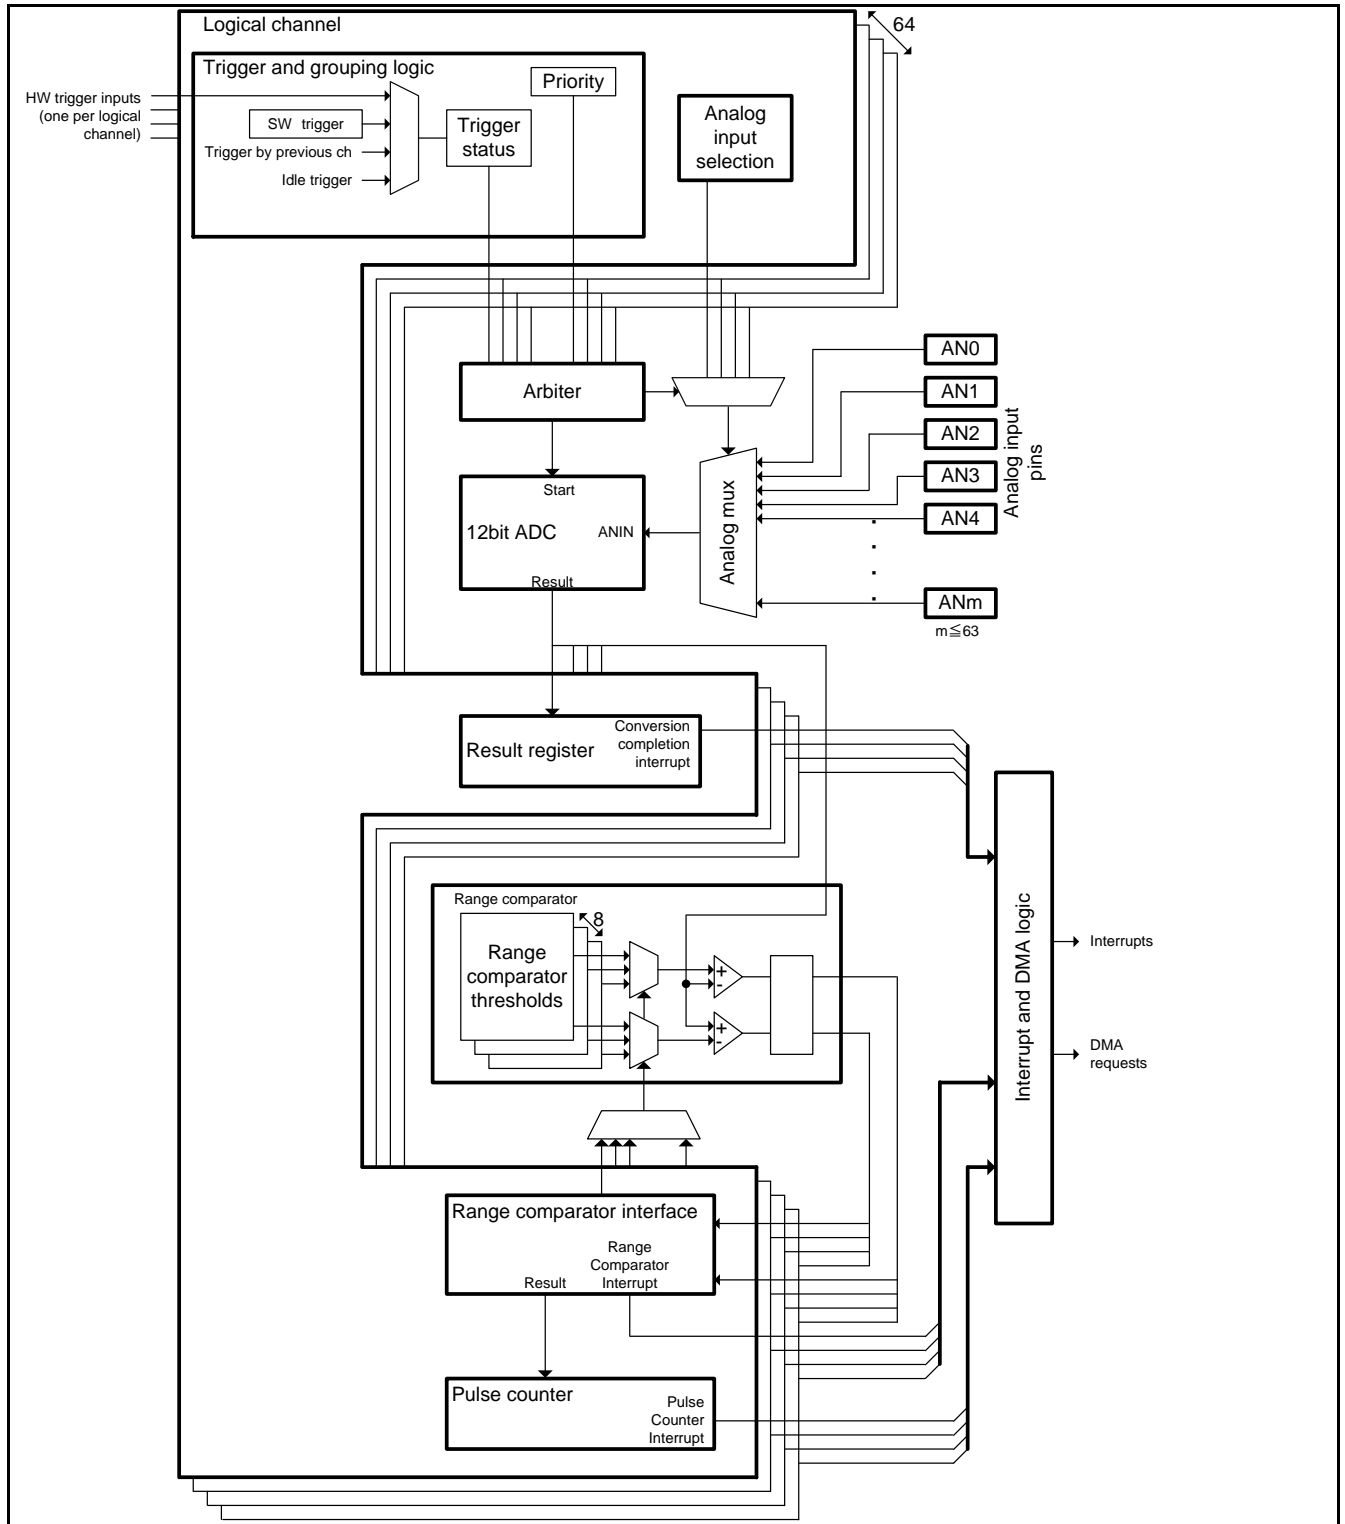 Logical channel
64
Trigger and grouping logic
Priority
HW trigger inputs
(one per logical
channel)
SW trigger
Trigger by previous ch
Idle trigger
Trigger
status
Analog
input
selection
Arbiter
AN0
AN1
AN2
AN3
AN4
ANm
m≦63
Analog input
pins
Start
12bit ADC
ANIN
Result
Analog mux
Result register
Conversion
completion
interrupt
Range comparator
8
Range
comparator
thresholds
+
-
+
-
Interrupt and DMA logic
Interrupts
DMA
requests
Range comparator interface
Range
Comparator
Interrupt
Result
Pulse counter
Pulse
Counter
Interrupt